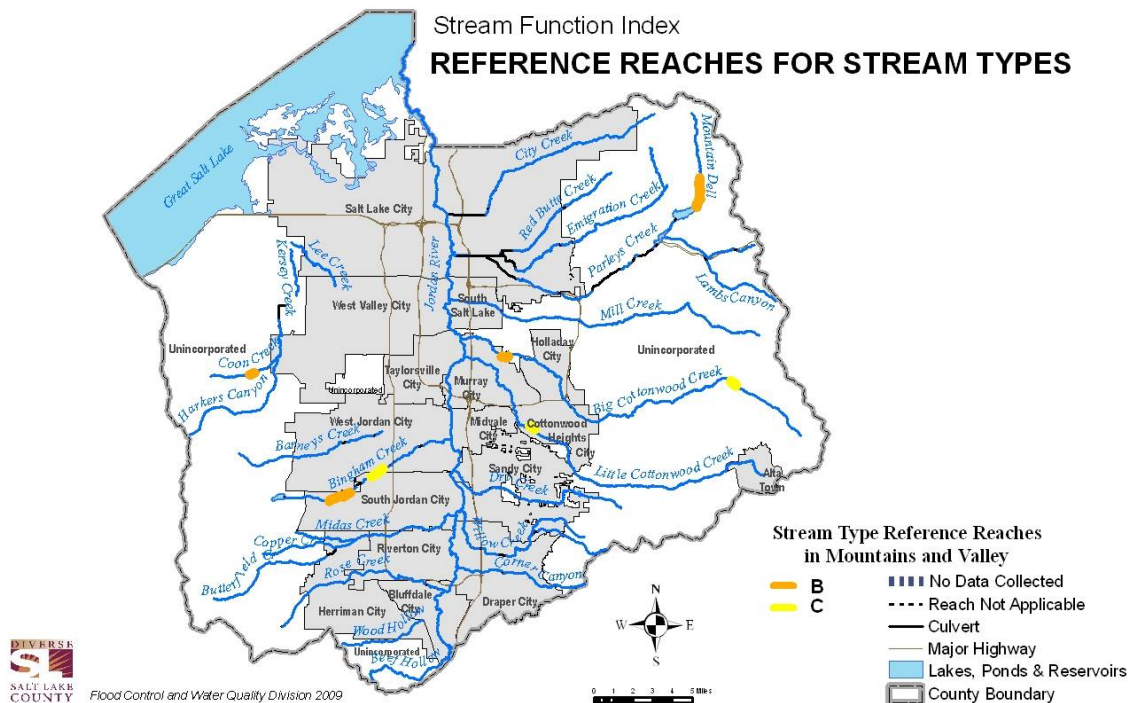 Stream Function Index
REFERENCE REACHES FOR STREAM TYPES
Great Salt Lake
City Creek
Mountain Dell
Red Butte Creek
Emigration Creek
Salt Lake City
Lee Creek
Kersey Creek
Jordan River
Parleys Creek
Lambs Canyon
West Valley City
South
Salt Lake
Mill Creek
Unincorporated
Holladay
City
Unincorporated
Coon Creek
Taylorsville
City
Murray
City
Big Cottonwood Creek
Harkers Canyon
Unincorporated
West Jordan City
Midvale
City
Cottonwood
Heights
City
Barneys Creek
Bingham Creek
Sandy City
Little Cottonwood Creek
Alta
Town
Dry Creek
South Jordan City
Midas Creek
Willow Creek
Copper
Butterfield
Riverton City
Corner Canyon
Rose Creek
Bluffdale
City
Draper City
Herriman City
Wood Hollow
Unincorporated
Beef Hollow
Stream Type Reference Reaches
in Mountains and Valley
B
C
No Data Collected
Reach Not Applicable
Culvert
Major Highway
Lakes, Ponds & Reservoirs
County Boundary
N
W E
S
0 1 2 3 4 5 Miles
DIVERSE
SL
SALT LAKE
COUNTY
Flood Control and Water Quality Division 2009